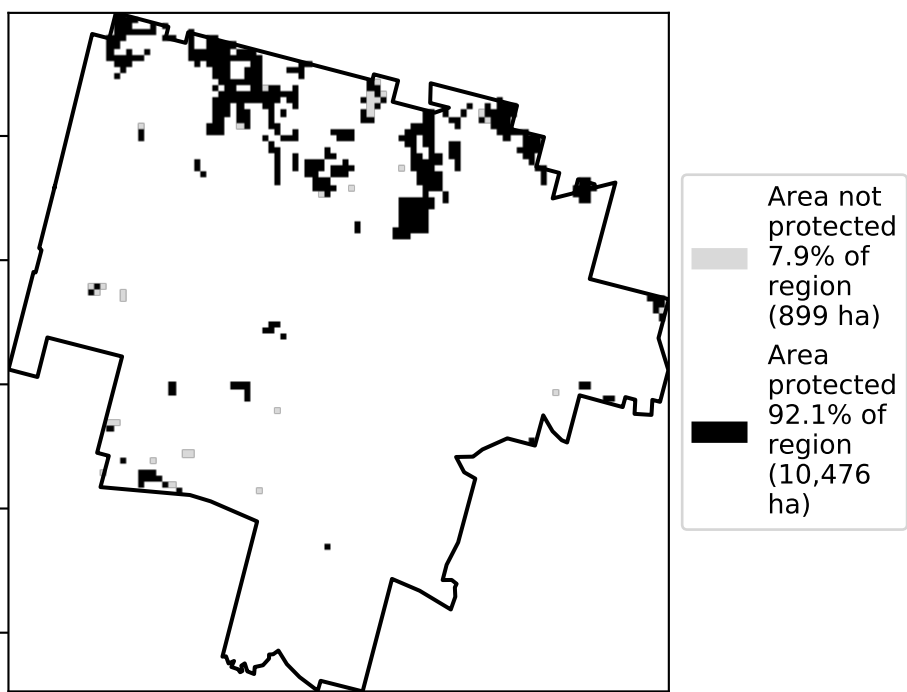 Area not
protected
7.9% of
region
(899 ha)
Area
protected
92.1% of
region
(10,476
ha)